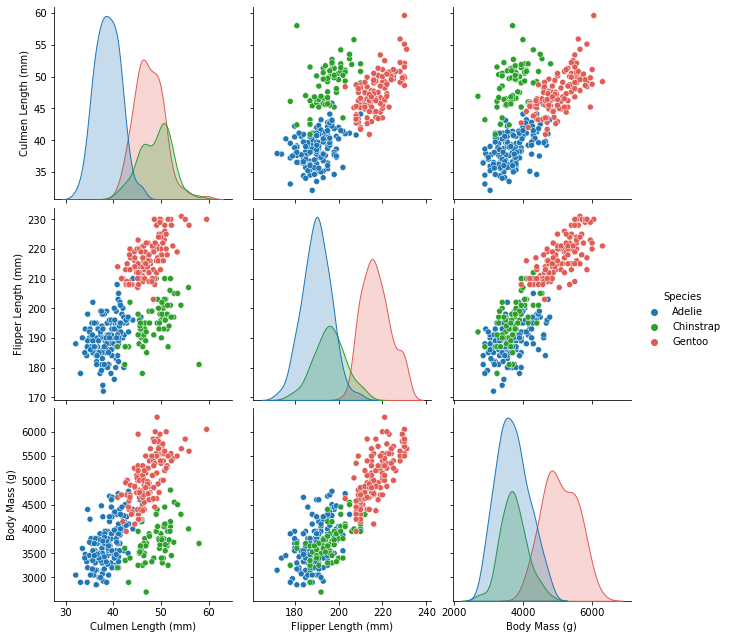 60
55
50
45
40
35
Culmen Length (mm)
230
220
210
200
190
180
170
Flipper Length (mm)
Species
Adelie
Chinstrap
Gentoo
6000
5500
5000
4500
4000
3500
3000
Body Mass (g)
30 40 50 60
180 200 220 240
2000 4000 6000
Culmen Length (mm)
Flipper Length (mm)
Body Mass (g)